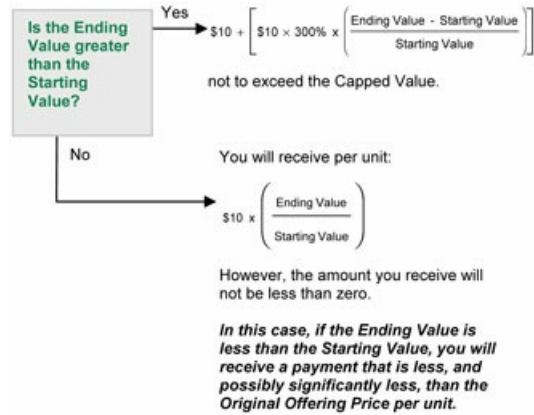 Is the Ending
Value greater
than the
Starting
Value?
Yes
$10 + [ $10 × 300% x ( Ending Value - Starting Value
Starting Value ) ]
not to exceed the Capped Value.
No
You will receive per unit:
$10 x ( Ending Value
Starting Value )
However, the amount you receive will
not be less than zero.
In this case, if the Ending Value is
less than the Starting Value, you will
receive a payment that is less, and
possibly significantly less, than the
Original Offering Price per unit.